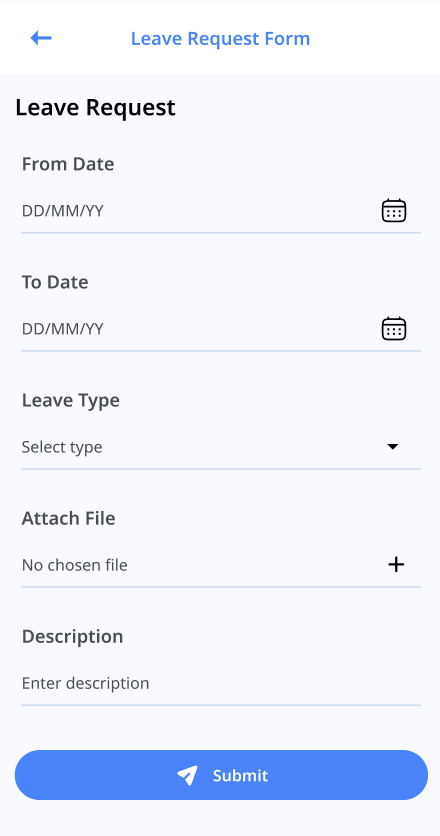 Leave Request Form
Leave Request
From Date
DD/MM/YY
To Date
DD/MM/YY
Leave Type
Select type
Attach File
No chosen file
Description
Enter description
Submit